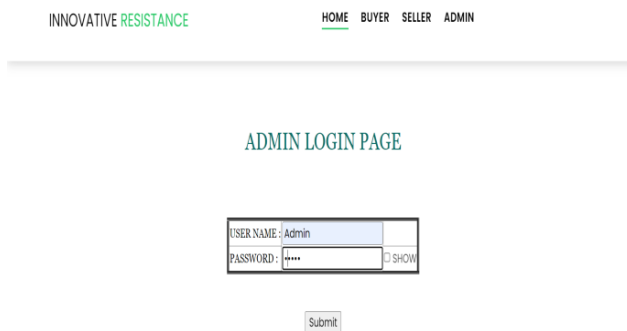 INNOVATIVE RESISTANCE HOME BUYER SELLER ADMIN
ADMIN LOGIN PAGE
USER NAME : Admin
PASSWORD : ••••• SHOW
Submit